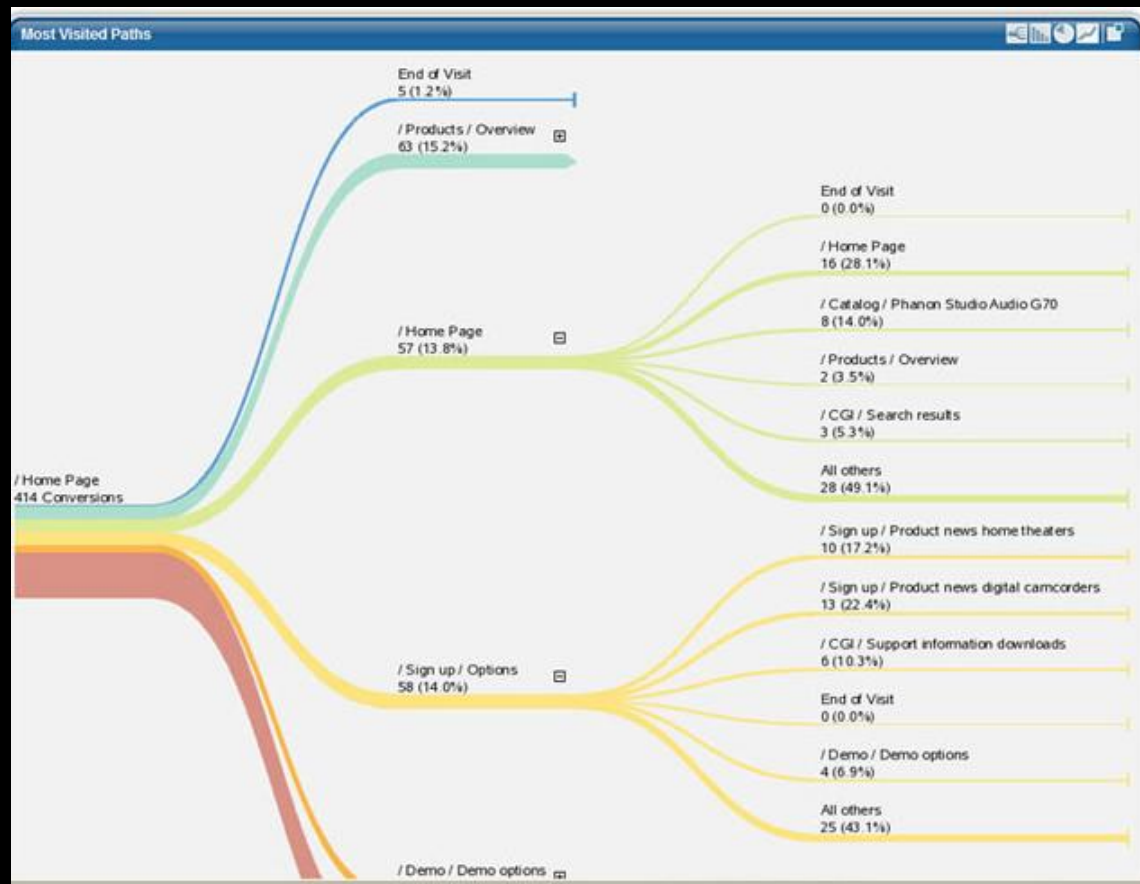 Most Visited Paths
End of Visit
5 (1.2%)
/ Products / Overview
63 (15.2%)
End of Visit
0 (0.0%)
/ Home Page
16 (28.1%)
/ Catalog / Phanon Studio Audio G70
8 (14.0%)
/ Home Page
57 (13.8%)
/ Products / Overview
2 (3.5%)
/ CGI / Search results
3 (5.3%)
All others
28 (49.1%)
/ Home Page
414 Conversions
/ Sign up / Product news home theaters
10 (17.2%)
/ Sign up / Product news digital camcorders
13 (22.4%)
/ CGI / Support information downloads
6 (10.3%)
/ Sign up / Options
58 (14.0%)
End of Visit
0 (0.0%)
/ Demo / Demo options
4 (6.9%)
All others
25 (43.1%)
/ Demo / Demo options